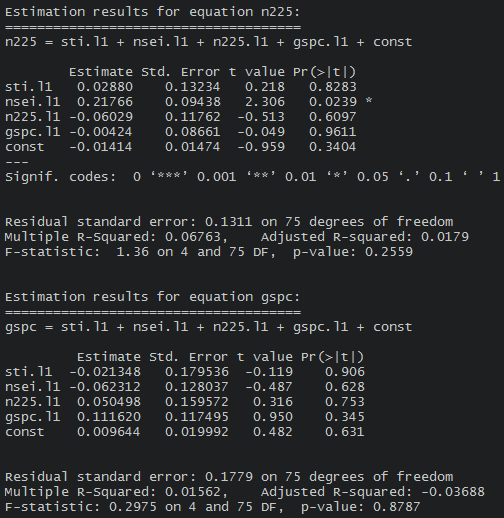 Estimation results for equation n225:
=====================================
n225 = sti.l1 + nsei.l1 + n225.l1 + gspc.l1 + const

        Estimate Std. Error t value Pr(>|t|)
sti.l1   0.02880    0.13234   0.218   0.8283
nsei.l1  0.21766    0.09438   2.306   0.0239 *
n225.l1 -0.06029    0.11762  -0.513   0.6097
gspc.l1 -0.00424    0.08661  -0.049   0.9611
const   -0.01414    0.01474  -0.959   0.3404
---
Signif. codes:  0 ‘***’ 0.001 ‘**’ 0.01 ‘*’ 0.05 ‘.’ 0.1 ‘ ’ 1

Residual standard error: 0.1311 on 75 degrees of freedom
Multiple R-Squared: 0.06763,    Adjusted R-squared: 0.0179
F-statistic:  1.36 on 4 and 75 DF,  p-value: 0.2559

Estimation results for equation gspc:
=====================================
gspc = sti.l1 + nsei.l1 + n225.l1 + gspc.l1 + const

         Estimate Std. Error t value Pr(>|t|)
sti.l1  -0.021348   0.179536  -0.119    0.906
nsei.l1 -0.062312   0.128037  -0.487    0.628
n225.l1  0.050498   0.159572   0.316    0.753
gspc.l1  0.111620   0.117495   0.950    0.345
const    0.009644   0.019992   0.482    0.631

Residual standard error: 0.1779 on 75 degrees of freedom
Multiple R-Squared: 0.01562,    Adjusted R-squared: -0.03688
F-statistic: 0.2975 on 4 and 75 DF,  p-value: 0.8787